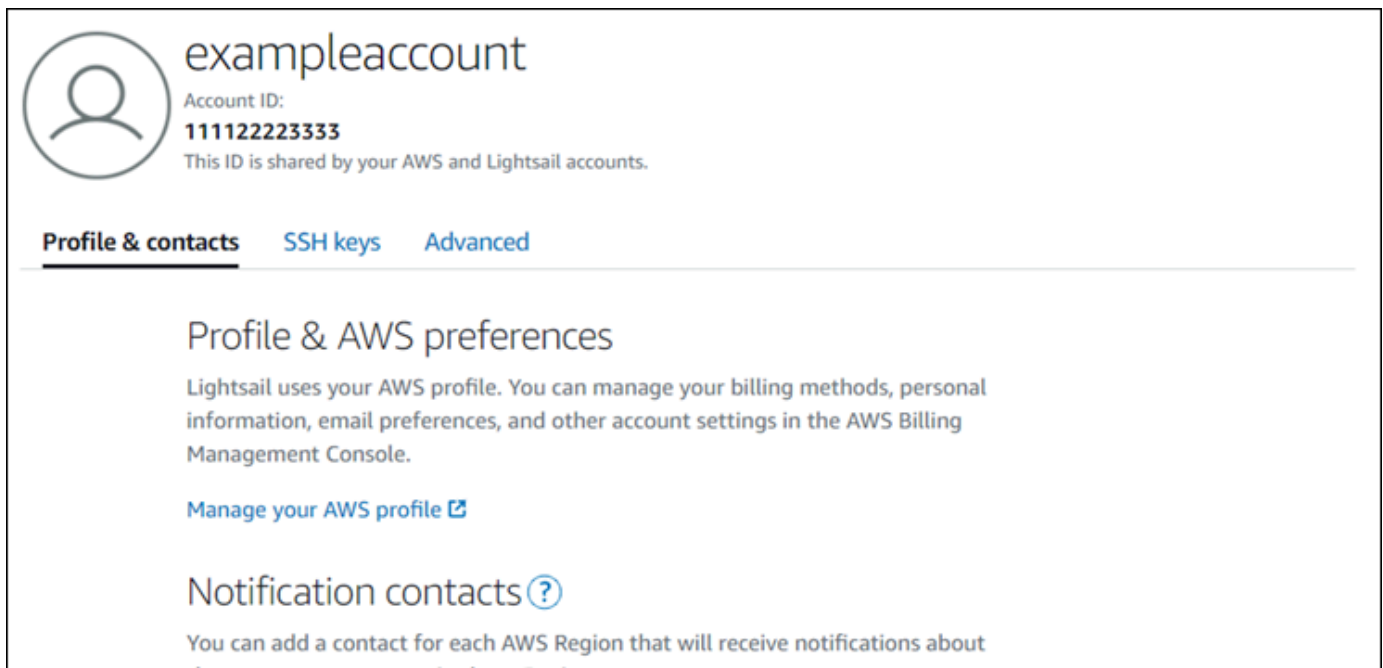 exampleaccount
Account ID:
111122223333
This ID is shared by your AWS and Lightsail accounts.
Profile & contacts SSH keys Advanced
Profile & AWS preferences
Lightsail uses your AWS profile. You can manage your billing methods, personal
information, email preferences, and other account settings in the AWS Billing
Management Console.
Manage your AWS profile
Notification contacts ?
You can add a contact for each AWS Region that will receive notifications about